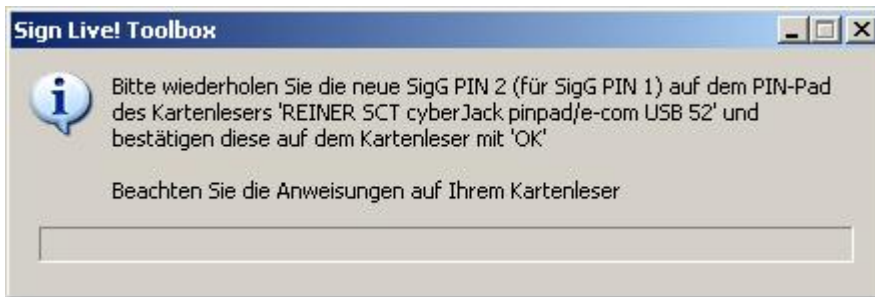 Sign Live! Toolbox
Bitte wiederholen Sie die neue SigG PIN 2 (für SigG PIN 1) auf dem PIN-Pad
des Kartenlesers 'REINER SCT cyberJack pinpad/e-com USB 52' und
bestätigen diese auf dem Kartenleser mit 'OK'
Beachten Sie die Anweisungen auf Ihrem Kartenleser